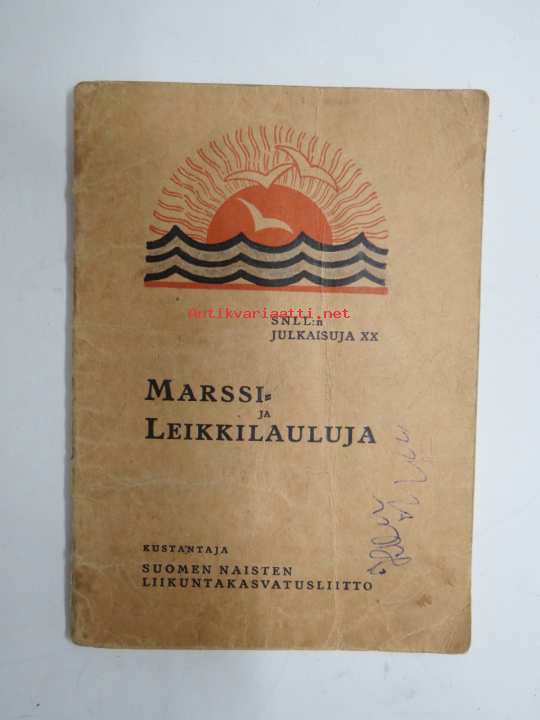 Antikvariaatti.net
SNLL:n
JULKAISUJA XX
MARSSI-
JA
LEIKKILAULUJA
KUSTANTAJA
SUOMEN NAISTEN
LIIKUNTAKASVATUSLIITTO